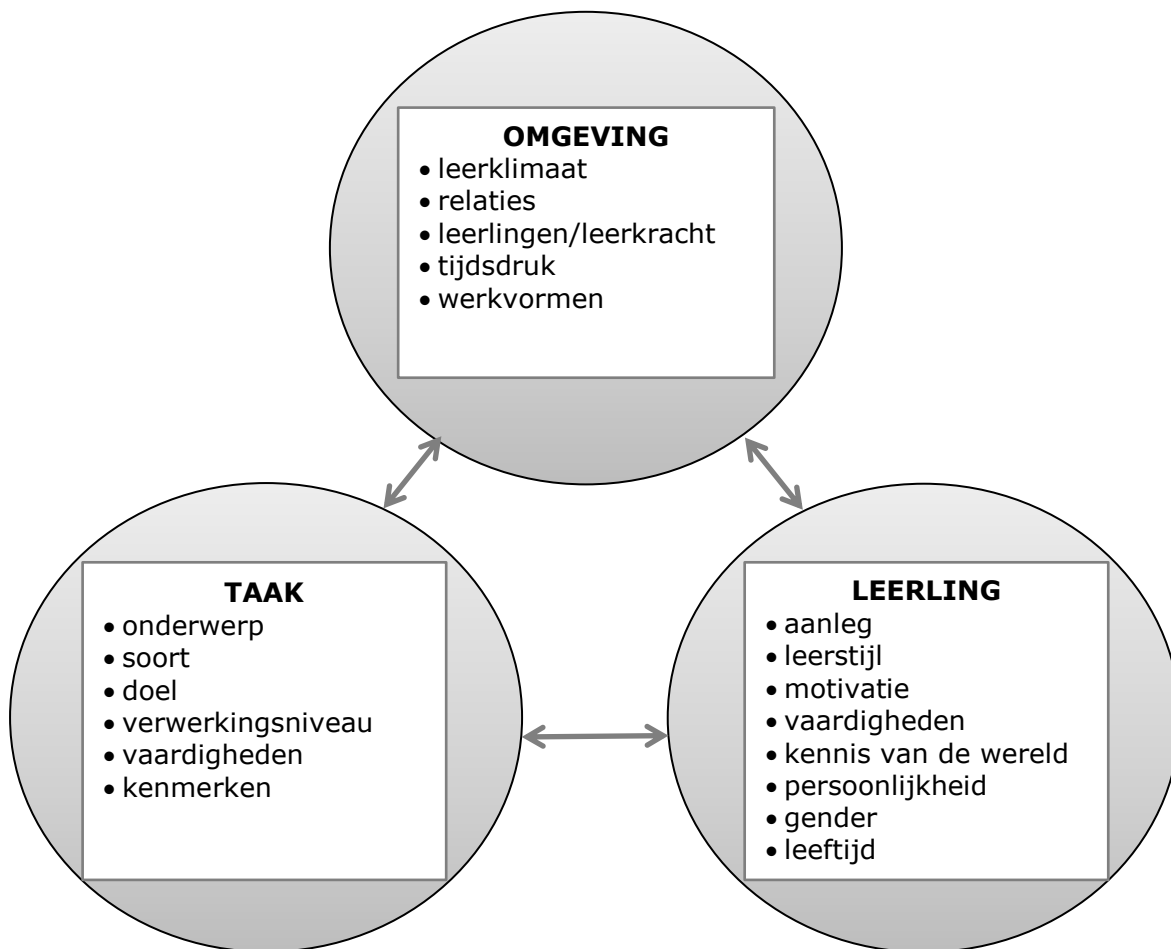 OMGEVING
• leerklimaat
• relaties
• leerlingen/leerkracht
• tijdsdruk
• werkvormen
TAAK
• onderwerp
• soort
• doel
• verwerkingsniveau
• vaardigheden
• kenmerken
LEERLING
• aanleg
• leerstijl
• motivatie
• vaardigheden
• kennis van de wereld
• persoonlijkheid
• gender
• leeftijd